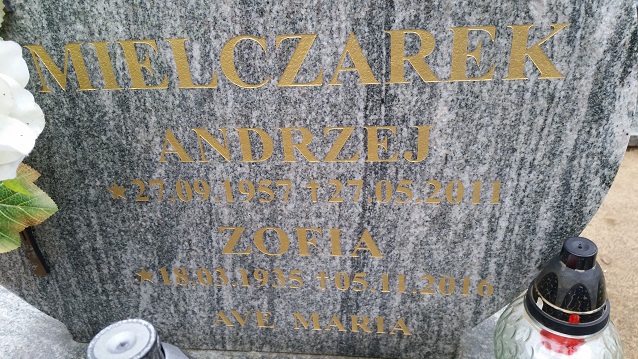 MIELCZAREK
ANDRZEJ
★27.09.1957 †27.05.2011
ZOFIA
★18.03.1935 †05.11.2016
AVE MARIA